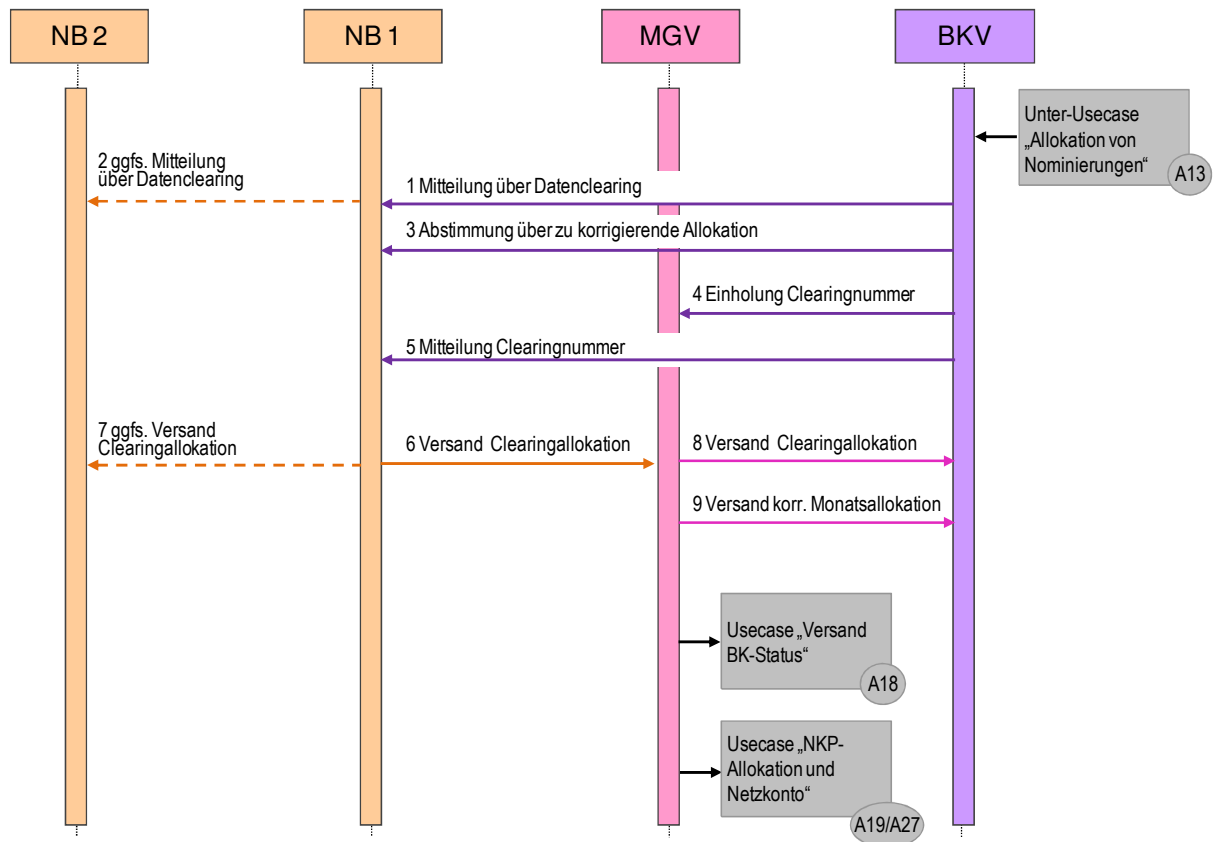 NB 2
NB 1
MGV
BKV
Unter-Usecase
„Allokation von
Nominierungen“
A13
2 ggfs. Mitteilung
über Datenclearing
1 Mitteilung über Datenclearing
3 Abstimmung über zu korrigierende Allokation
4 Einholung Clearingnummer
5 Mitteilung Clearingnummer
7 ggfs. Versand
Clearingallokation
6 Versand Clearingallokation
8 Versand Clearingallokation
9 Versand korr. Monatsallokation
Usecase „Versand
BK-Status“
A18
Usecase „NKP-
Allokation und
Netzkonto“
A19/A27